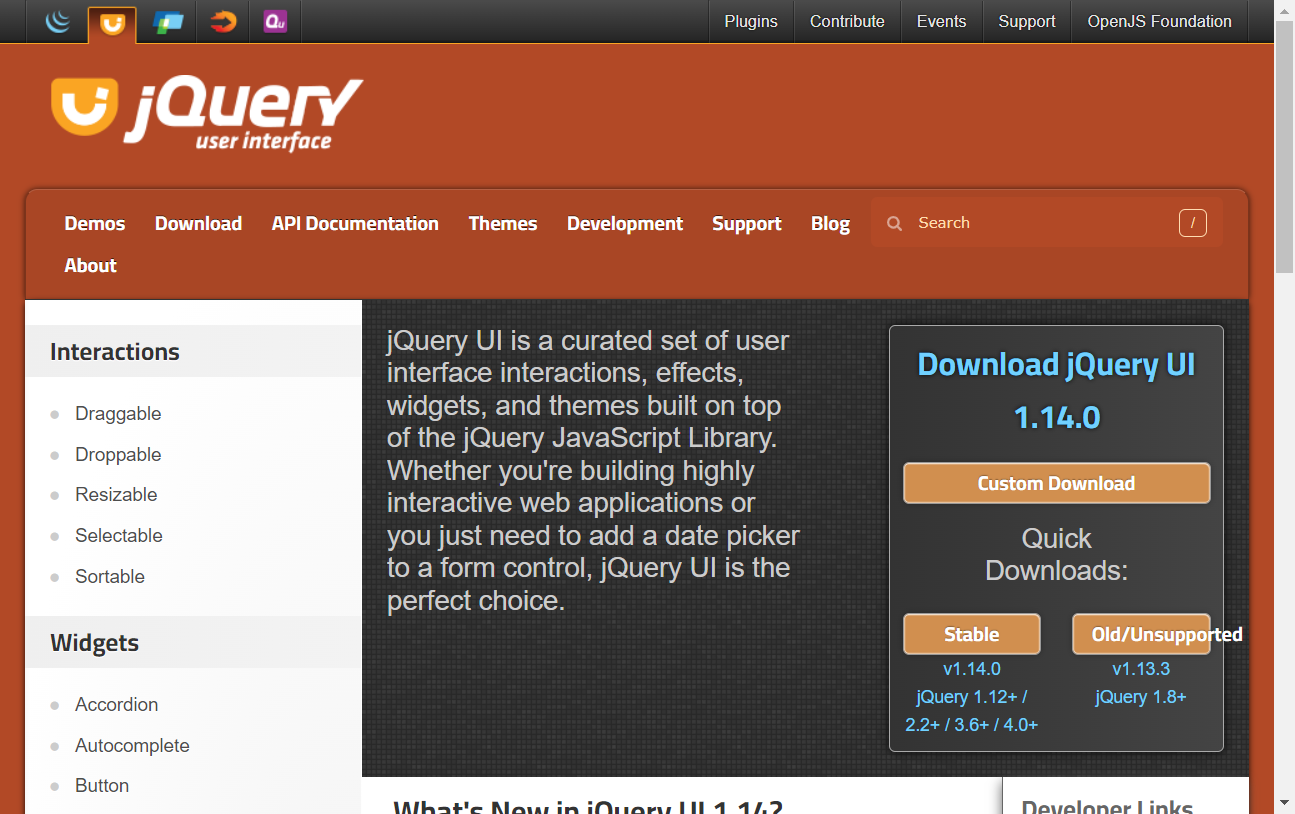 Qu
Plugins
Contribute
Events
Support
OpenJS Foundation
jQuery
user interface
Demos
Download
API Documentation
Themes
Development
Support
Blog
Search
/
About
Interactions
Draggable
Droppable
Resizable
Selectable
Sortable
Widgets
Accordion
Autocomplete
Button
jQuery UI is a curated set of user
interface interactions, effects,
widgets, and themes built on top
of the jQuery JavaScript Library.
Whether you're building highly
interactive web applications or
you just need to add a date picker
to a form control, jQuery UI is the
perfect choice.
Download jQuery UI
1.14.0
Custom Download
Quick
Downloads:
Stable
v1.14.0
jQuery 1.12+ /
2.2+ / 3.6+ / 4.0+
Old/Unsupported
v1.13.3
jQuery 1.8+
What's New in jQuery UI 1.14?
Developer Links